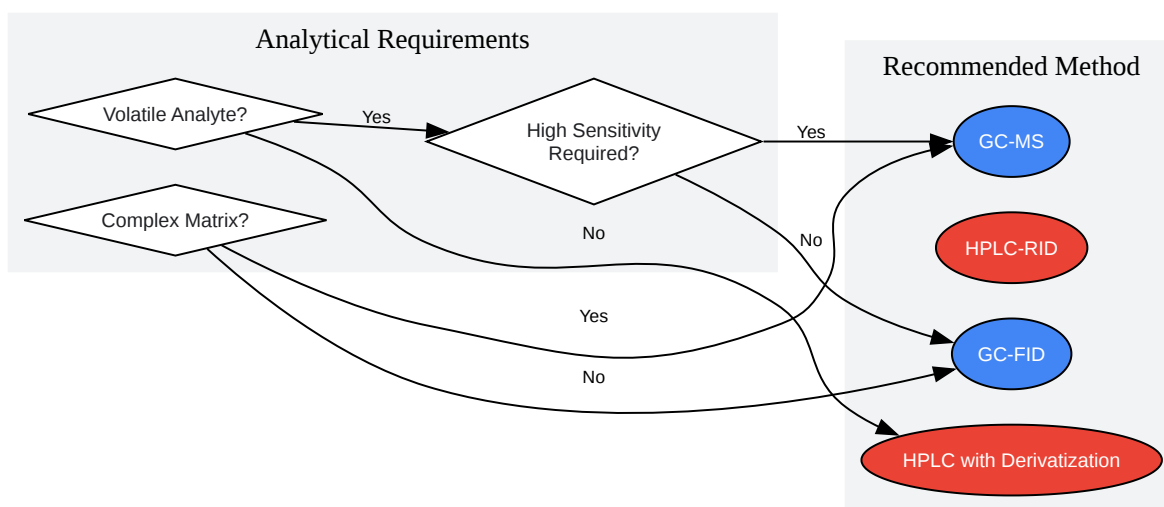 Analytical Requirements
Recommended Method
Volatile Analyte?
Yes
High Sensitivity
Required?
Yes
GC-MS
Complex Matrix?
No
No
HPLC-RID
Yes
GC-FID
No
HPLC with Derivatization